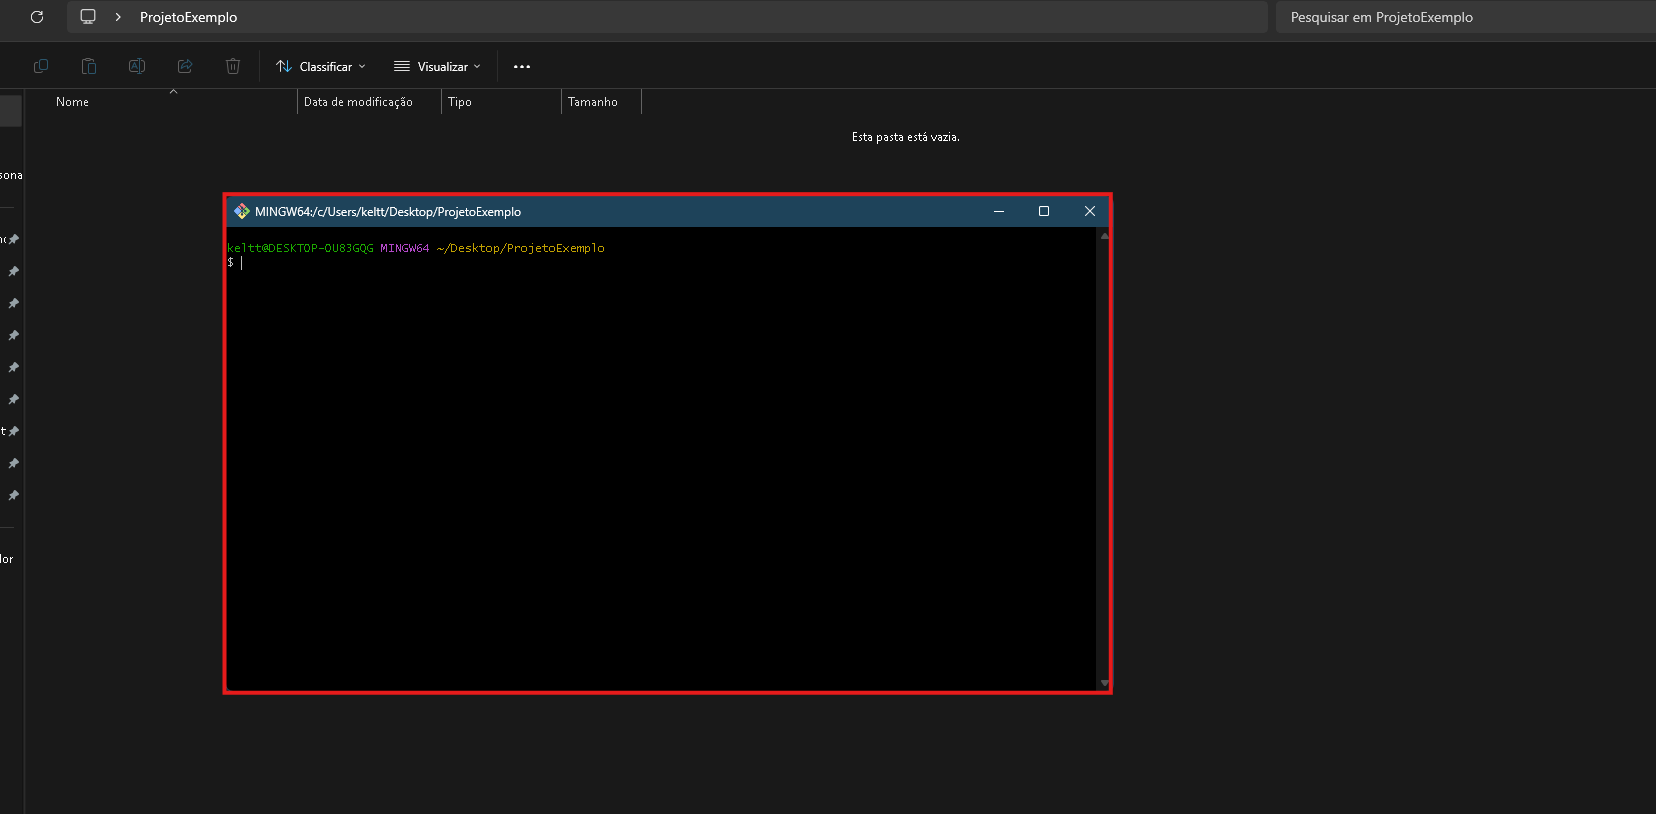 ProjetoExemplo
Pesquisar em ProjetoExemplo
Classificar
Visualizar
Nome
Data de modificação
Tipo
Tamanho
Esta pasta está vazia.
sona
MINGW64:/c/Users/keltt/Desktop/ProjetoExemplo
keltt@DESKTOP-OU83GQG MINGW64 ~/Desktop/ProjetoExemplo
$
t